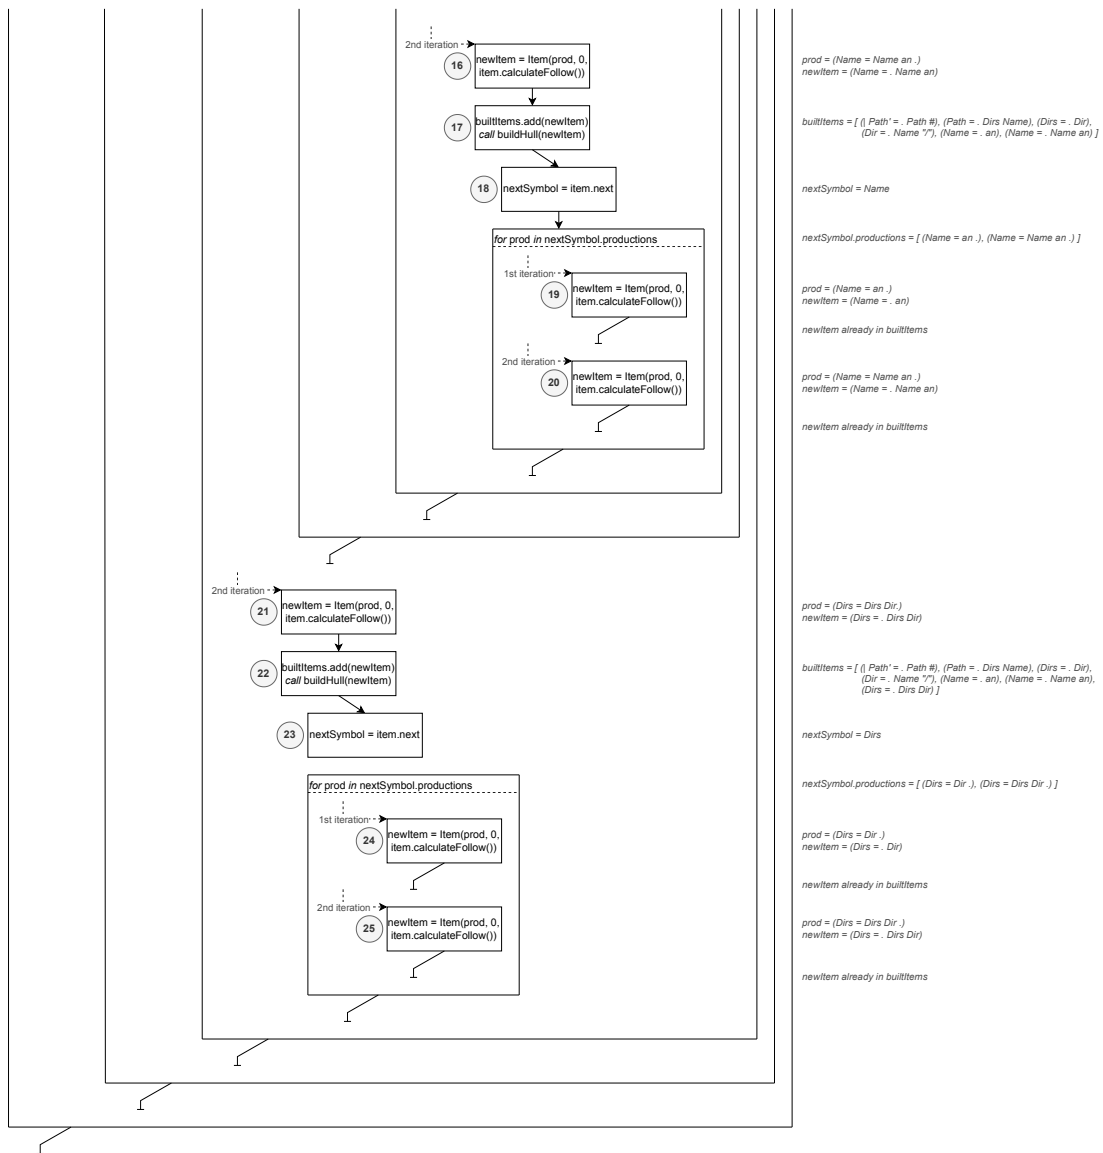 2nd iteration
16
newItem = Item(prod, 0,
item.calculateFollow())
prod = (Name = Name an .)
newItem = (Name = . Name an)
17
builtItems.add(newItem)
call buildHull(newItem)
builtItems = [ (| Path' = . Path #), (Path = . Dirs Name), (Dirs = . Dir),
(Dir = . Name "/"), (Name = . an), (Name = . Name an) ]
18
nextSymbol = item.next
nextSymbol = Name
for prod in nextSymbol.productions
nextSymbol.productions = [ (Name = an .), (Name = Name an .) ]
1st iteration
19
newItem = Item(prod, 0,
item.calculateFollow())
prod = (Name = an .)
newItem = (Name = . an)
newItem already in builtItems
2nd iteration
20
newItem = Item(prod, 0,
item.calculateFollow())
prod = (Name = Name an .)
newItem = (Name = . Name an)
newItem already in builtItems
2nd iteration
21
newItem = Item(prod, 0,
item.calculateFollow())
prod = (Dirs = Dirs Dir.)
newItem = (Dirs = . Dirs Dir)
22
builtItems.add(newItem)
call buildHull(newItem)
builtItems = [ (| Path' = . Path #), (Path = . Dirs Name), (Dirs = . Dir),
(Dir = . Name "/"), (Name = . an), (Name = . Name an),
(Dirs = . Dirs Dir) ]
23
nextSymbol = item.next
nextSymbol = Dirs
for prod in nextSymbol.productions
nextSymbol.productions = [ (Dirs = Dir .), (Dirs = Dirs Dir .) ]
1st iteration
24
newItem = Item(prod, 0,
item.calculateFollow())
prod = (Dirs = Dir .)
newItem = (Dirs = . Dir)
newItem already in builtItems
2nd iteration
25
newItem = Item(prod, 0,
item.calculateFollow())
prod = (Dirs = Dirs Dir .)
newItem = (Dirs = . Dirs Dir)
newItem already in builtItems